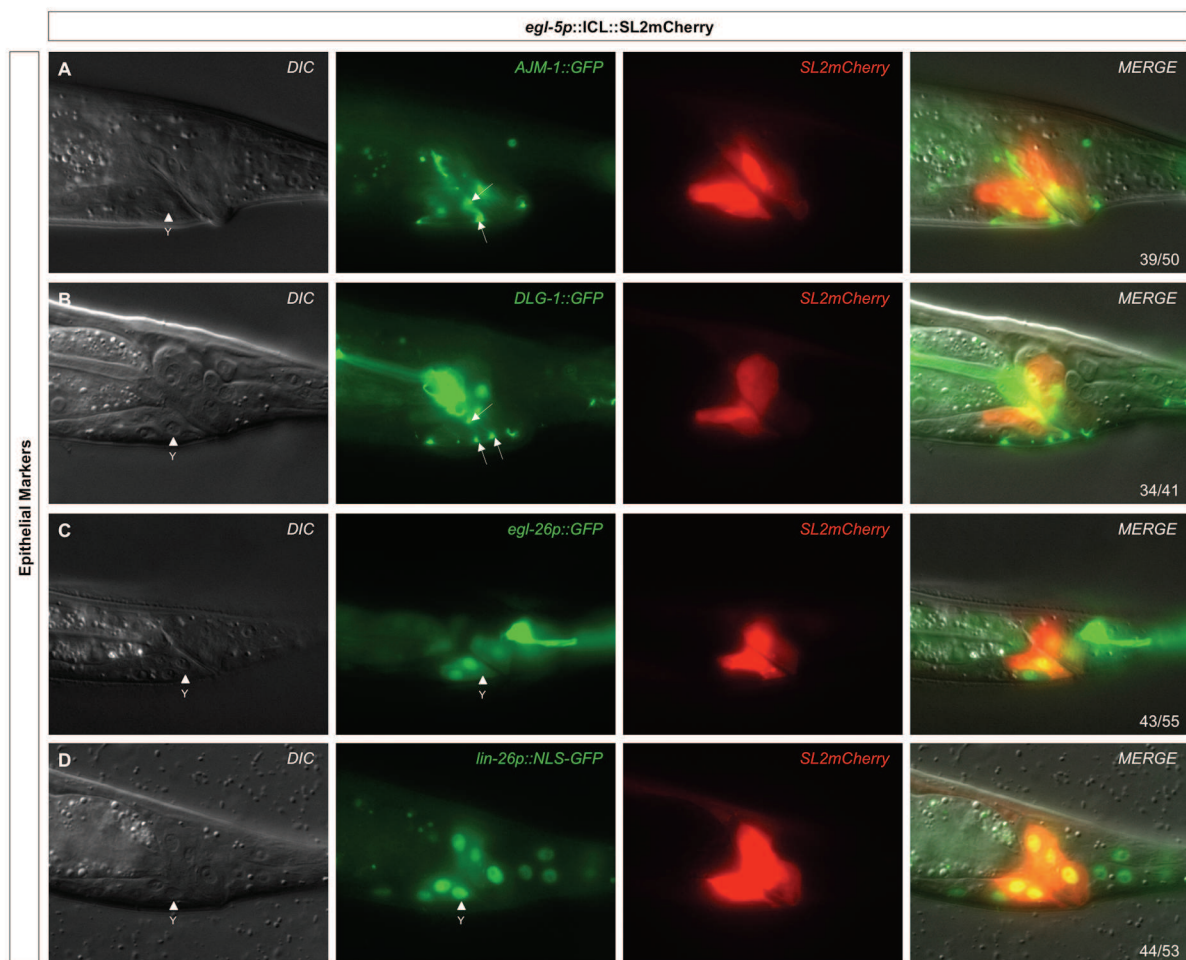 egl-5p::ICL::SL2mCherry
Epithelial Markers
A
DIC
AJM-1::GFP
SL2mCherry
MERGE
Y
39/50
B
DIC
DLG-1::GFP
SL2mCherry
MERGE
Y
34/41
C
DIC
egl-26p::GFP
SL2mCherry
MERGE
Y
Y
43/55
D
DIC
lin-26p::NLS-GFP
SL2mCherry
MERGE
Y
Y
44/53